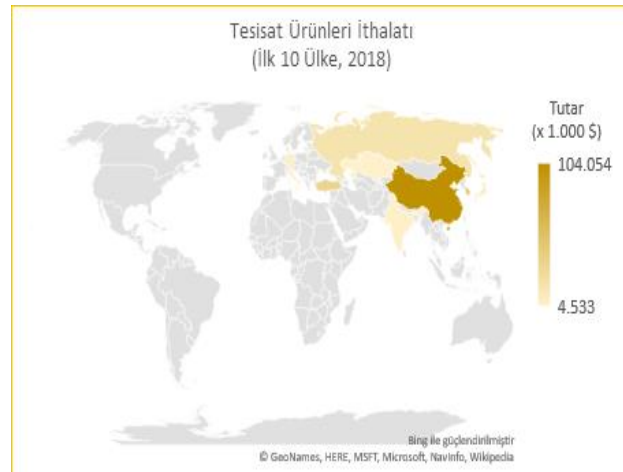 Tesisat Ürünleri İthalatı
(İlk 10 Ülke, 2018)
Tutar
(x 1.000 $)
104.054
4.533
Bing ile güçlendirilmiştir
© GeoNames, HERE, MSFT, Microsoft, NavInfo, Wikipedia